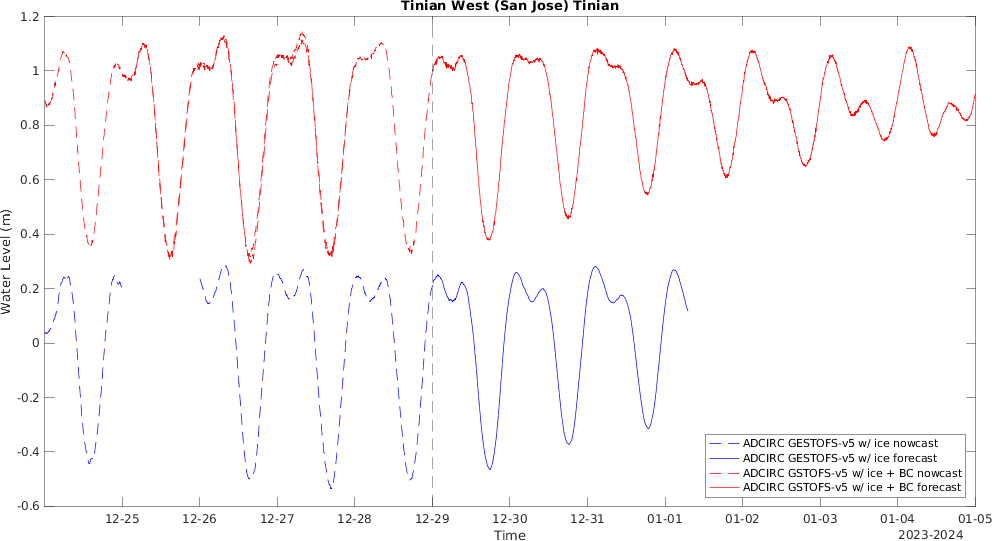 Tinian West (San Jose) Tinian
1.2
1
0.8
0.6
0.4
0.2
0
-0.2
-0.4
-0.6
Water Level (m)
12-25 12-26 12-27 12-28 12-29 12-30 12-31 01-01 01-02 01-03 01-04 01-05
Time
2023-2024
ADCIRC GESTOFS-v5 w/ ice nowcast
ADCIRC GESTOFS-v5 w/ ice forecast
ADCIRC GSTOFS-v5 w/ ice + BC nowcast
ADCIRC GSTOFS-v5 w/ ice + BC forecast